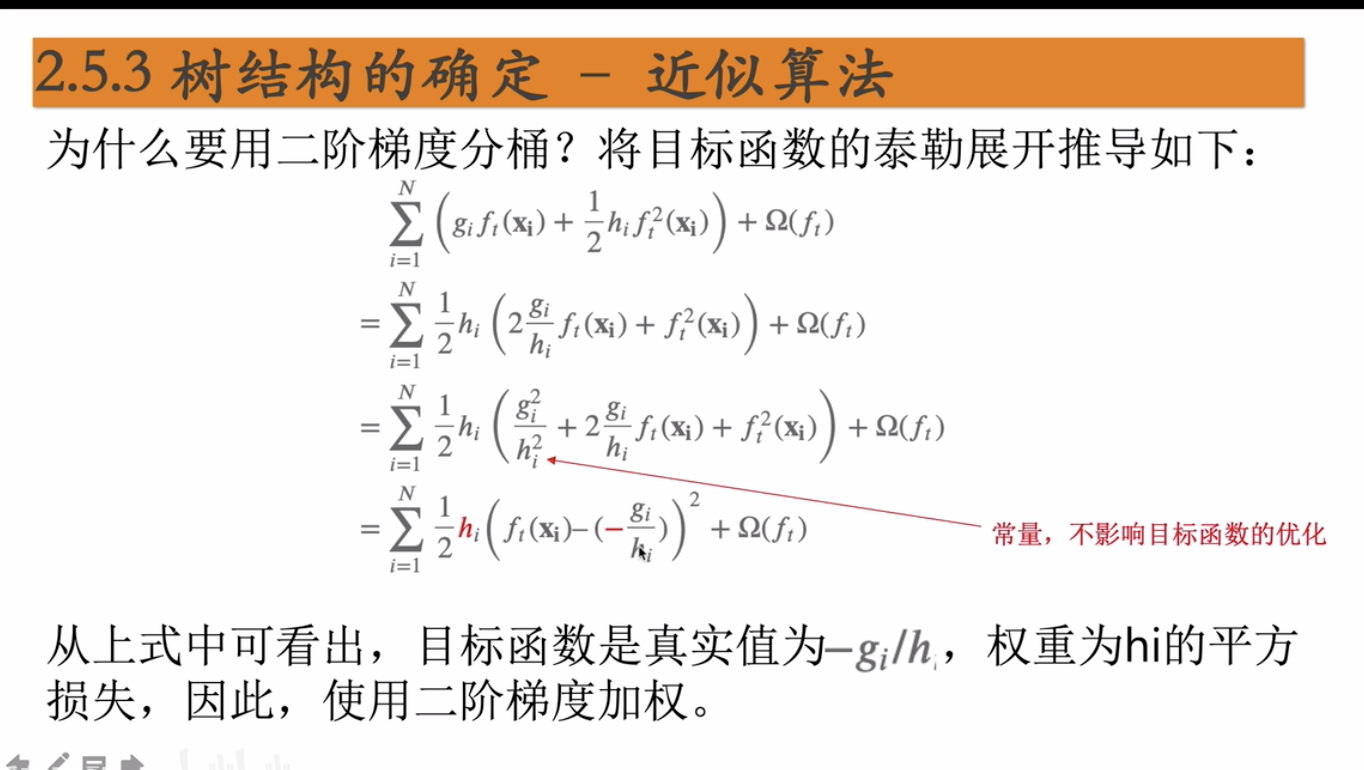 2.5.3 树结构的确定 – 近似算法
为什么要用二阶梯度分桶？将目标函数的泰勒展开推导如下：
$\sum_{i=1}^{N} \left( g_i f_t(\mathbf{x_i}) + \frac{1}{2} h_i f_t^2(\mathbf{x_i}) \right) + \Omega(f_t)$
$= \sum_{i=1}^{N} \frac{1}{2} h_i \left( 2 \frac{g_i}{h_i} f_t(\mathbf{x_i}) + f_t^2(\mathbf{x_i}) \right) + \Omega(f_t)$
$= \sum_{i=1}^{N} \frac{1}{2} h_i \left( \frac{g_i^2}{h_i^2} + 2 \frac{g_i}{h_i} f_t(\mathbf{x_i}) + f_t^2(\mathbf{x_i}) \right) + \Omega(f_t)$
$= \sum_{i=1}^{N} \frac{1}{2} h_i \left( f_t(\mathbf{x_i}) – (− \frac{g_i}{h_i}) \right)^2 + \Omega(f_t)$
常量，不影响目标函数的优化
从上式中可看出，目标函数是真实值为$−g_i/h_i$，权重为hi的平方
损失，因此，使用二阶梯度加权。